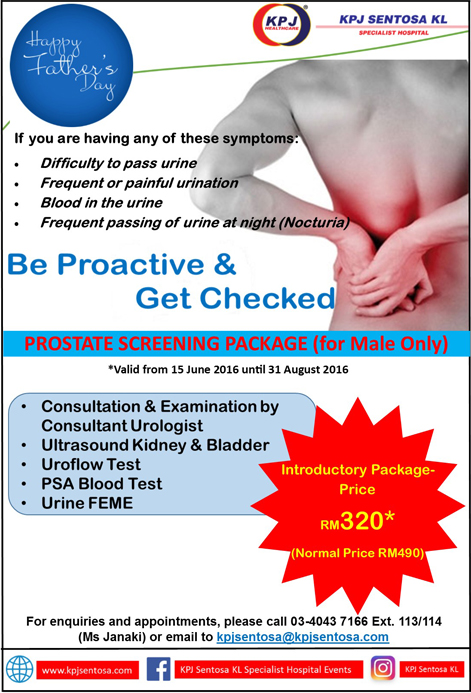 Happy
Father's
Day
KPJ
HEALTHCARE
KPJ SENTOSA KL
SPECIALIST HOSPITAL
If you are having any of these symptoms:
• Difficulty to pass urine
• Frequent or painful urination
• Blood in the urine
• Frequent passing of urine at night (Nocturia)
Be Proactive &
Get Checked
PROSTATE SCREENING PACKAGE (for Male Only)
*Valid from 15 June 2016 until 31 August 2016
• Consultation & Examination by
Consultant Urologist
• Ultrasound Kidney & Bladder
• Uroflow Test
• PSA Blood Test
• Urine FEME
Introductory Package-
Price
RM320*
(Normal Price RM490)
For enquiries and appointments, please call 03-4043 7166 Ext. 113/114
(Ms Janaki) or email to kpjsentosa@kpjsentosa.com
www.kpjsentosa.com
KPJ Sentosa KL Specialist Hospital Events
KPJ Sentosa KL